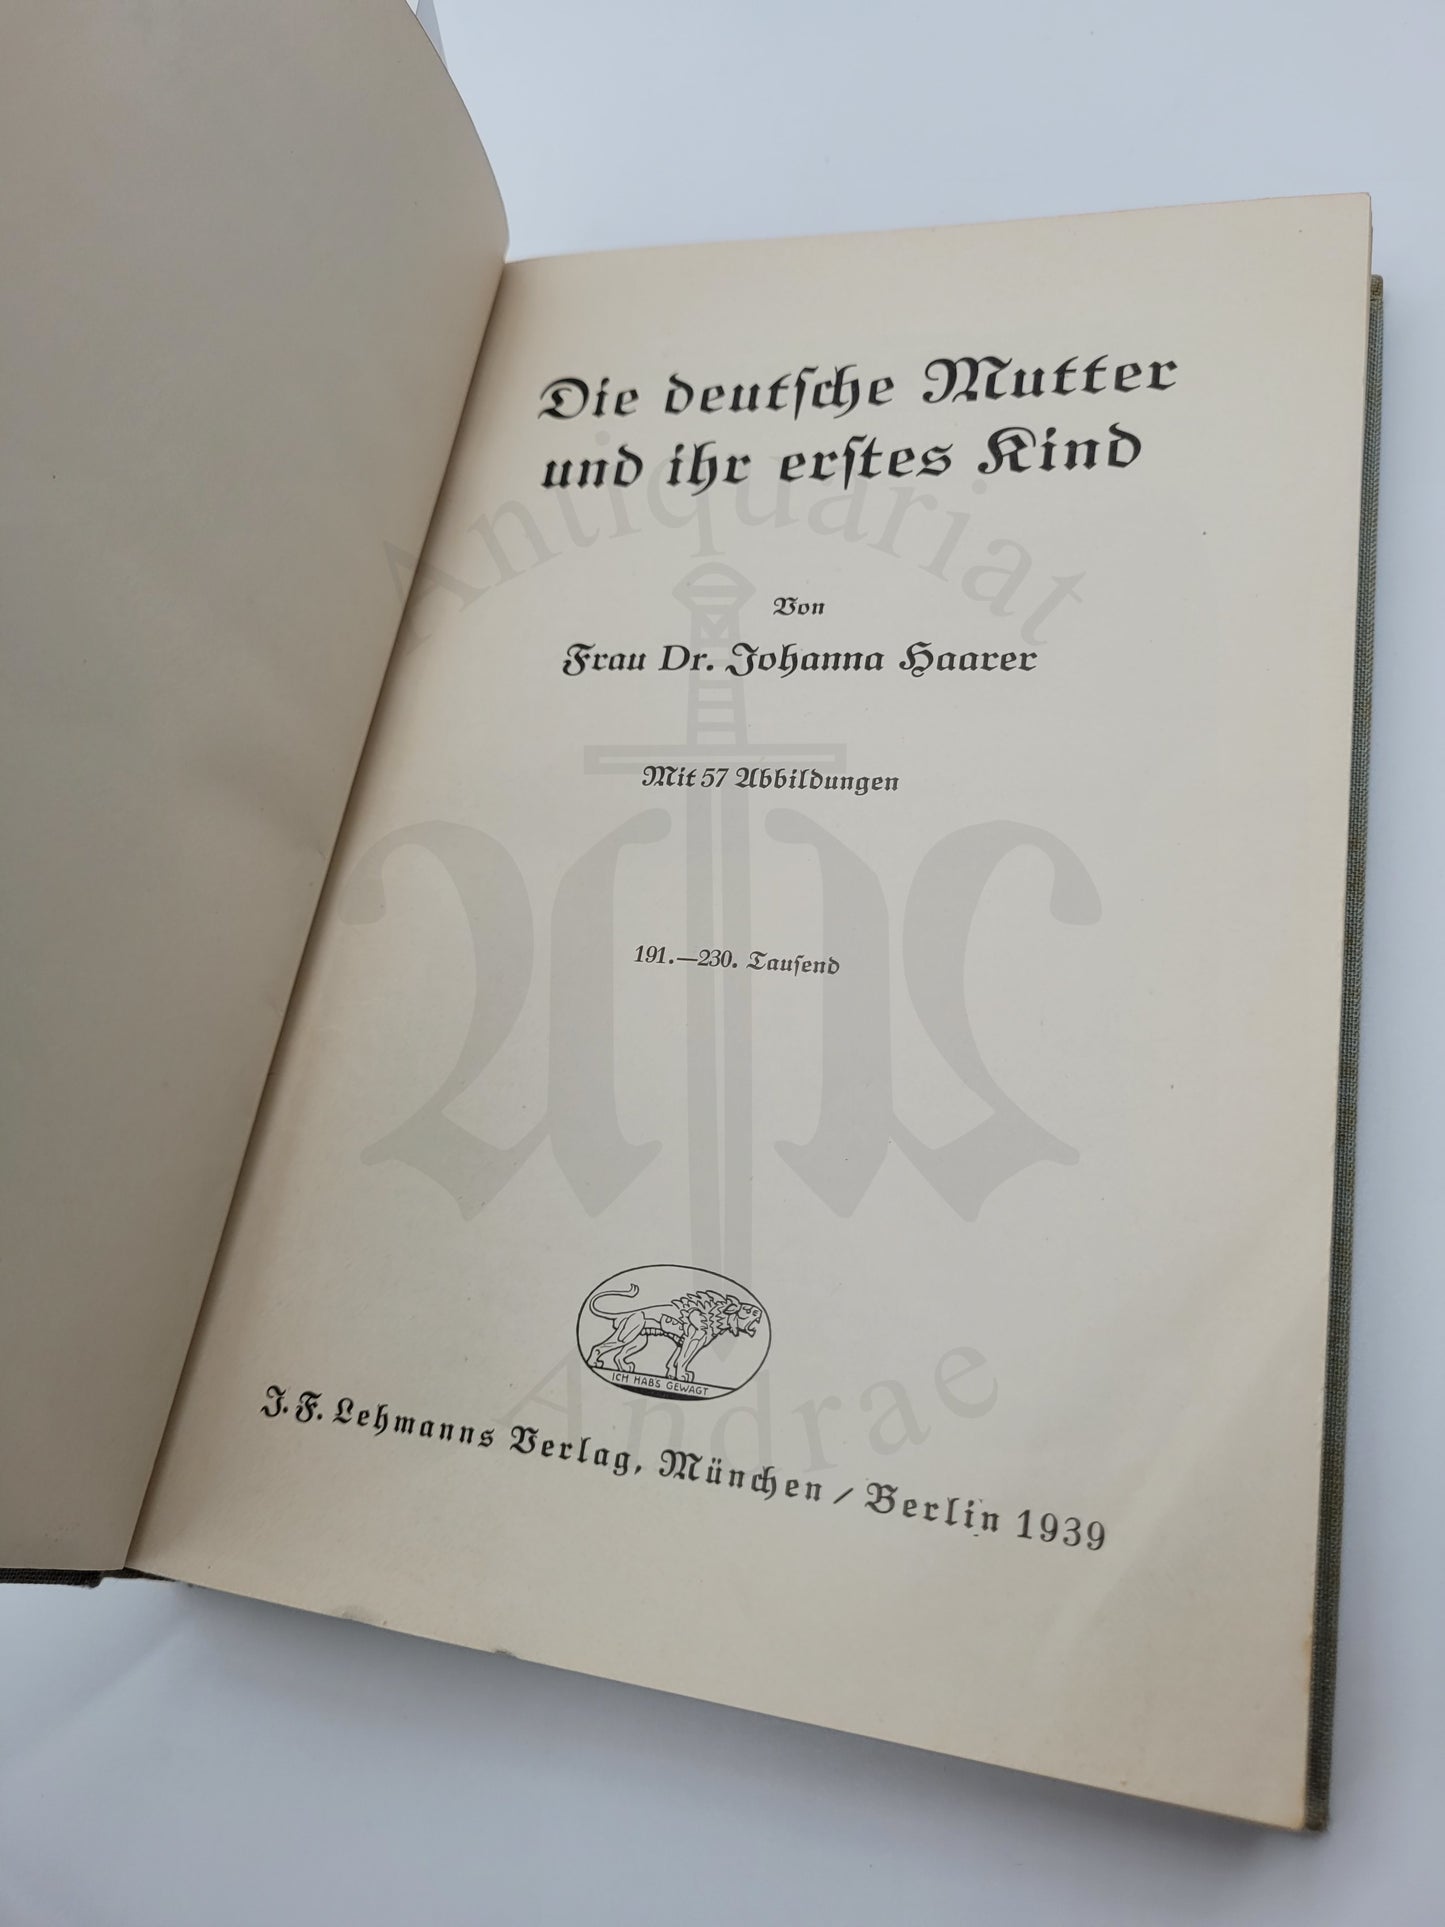 Die deutsche Mutter
und ihr erstes Kind
Antiquariat
Von
Frau Dr. Johanna Haarer
Mit 57 Abbildungen
191.—230. Tausend
ICH HABS GEWAGT
Andrae
J. F. Lehmanns Verlag, München / Berlin 1939